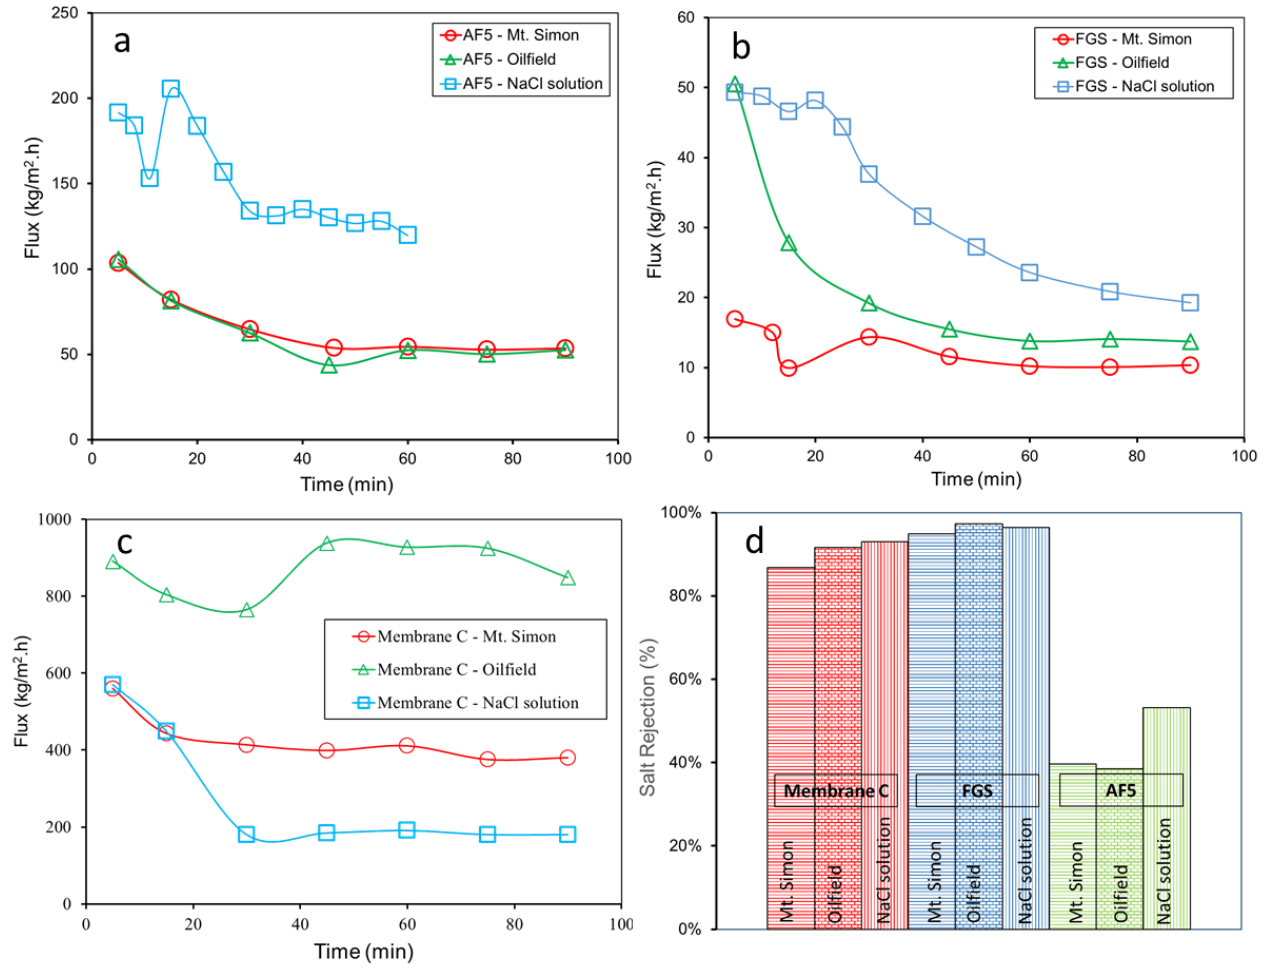 a
AF5 - Mt. Simon
AF5 - Oilfield
AF5 - NaCl solution
250
200
150
100
50
0
Flux (kg/m².h)
0 20 40 60 80 100
Time (min)
b
FGS - Mt. Simon
FGS - Oilfield
FGS - NaCl solution
60
50
40
30
20
10
0
Flux (kg/m².h)
0 20 40 60 80 100
Time (min)
c
Membrane C - Mt. Simon
Membrane C - Oilfield
Membrane C - NaCl solution
1000
800
600
400
200
0
Flux (kg/m².h)
0 20 40 60 80 100
Time (min)
d
100%
80%
60%
40%
20%
0%
Salt Rejection (%)
Membrane C
FGS
AF5
Mt. Simon
Oilfield
NaCl solution
Mt. Simon
Oilfield
NaCl solution
Mt. Simon
Oilfield
NaCl solution